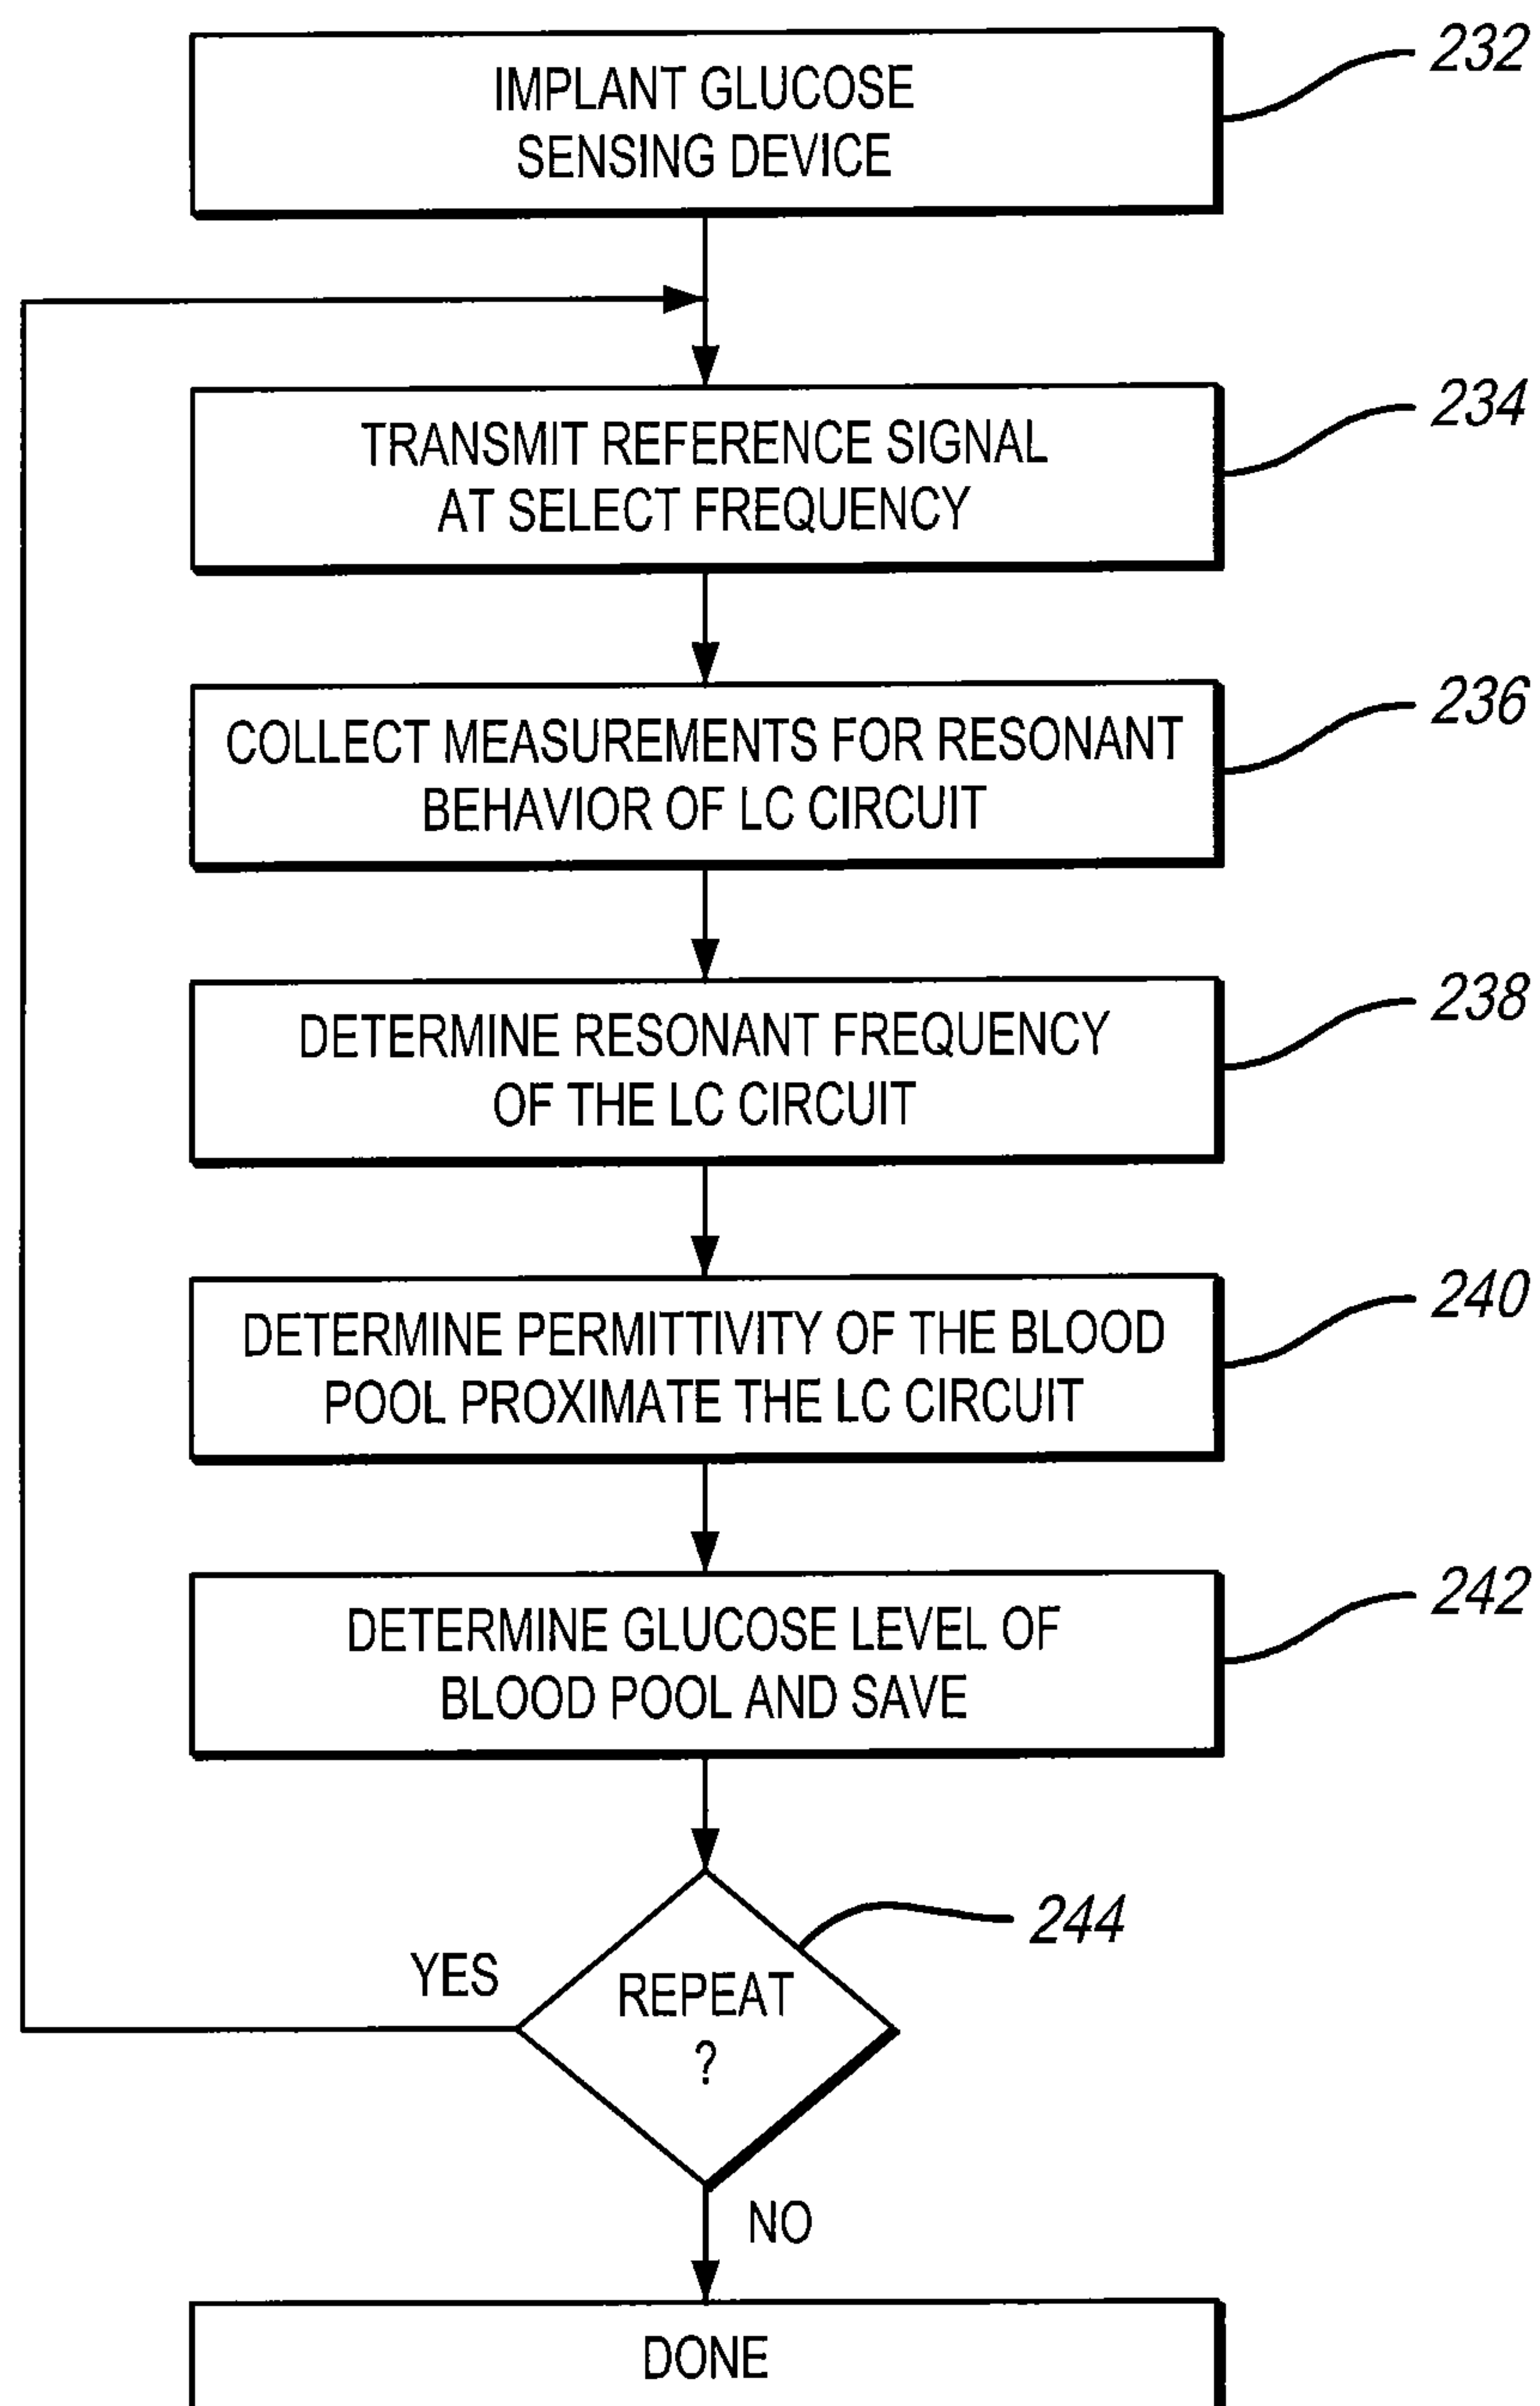 IMPLANT GLUCOSE
SENSING DEVICE
232
TRANSMIT REFERENCE SIGNAL
AT SELECT FREQUENCY
234
COLLECT MEASUREMENTS FOR RESONANT
BEHAVIOR OF LC CIRCUIT
236
DETERMINE RESONANT FREQUENCY
OF THE LC CIRCUIT
238
DETERMINE PERMITTIVITY OF THE BLOOD
POOL PROXIMATE THE LC CIRCUIT
240
DETERMINE GLUCOSE LEVEL OF
BLOOD POOL AND SAVE
242
244
YES
REPEAT
?
NO
DONE